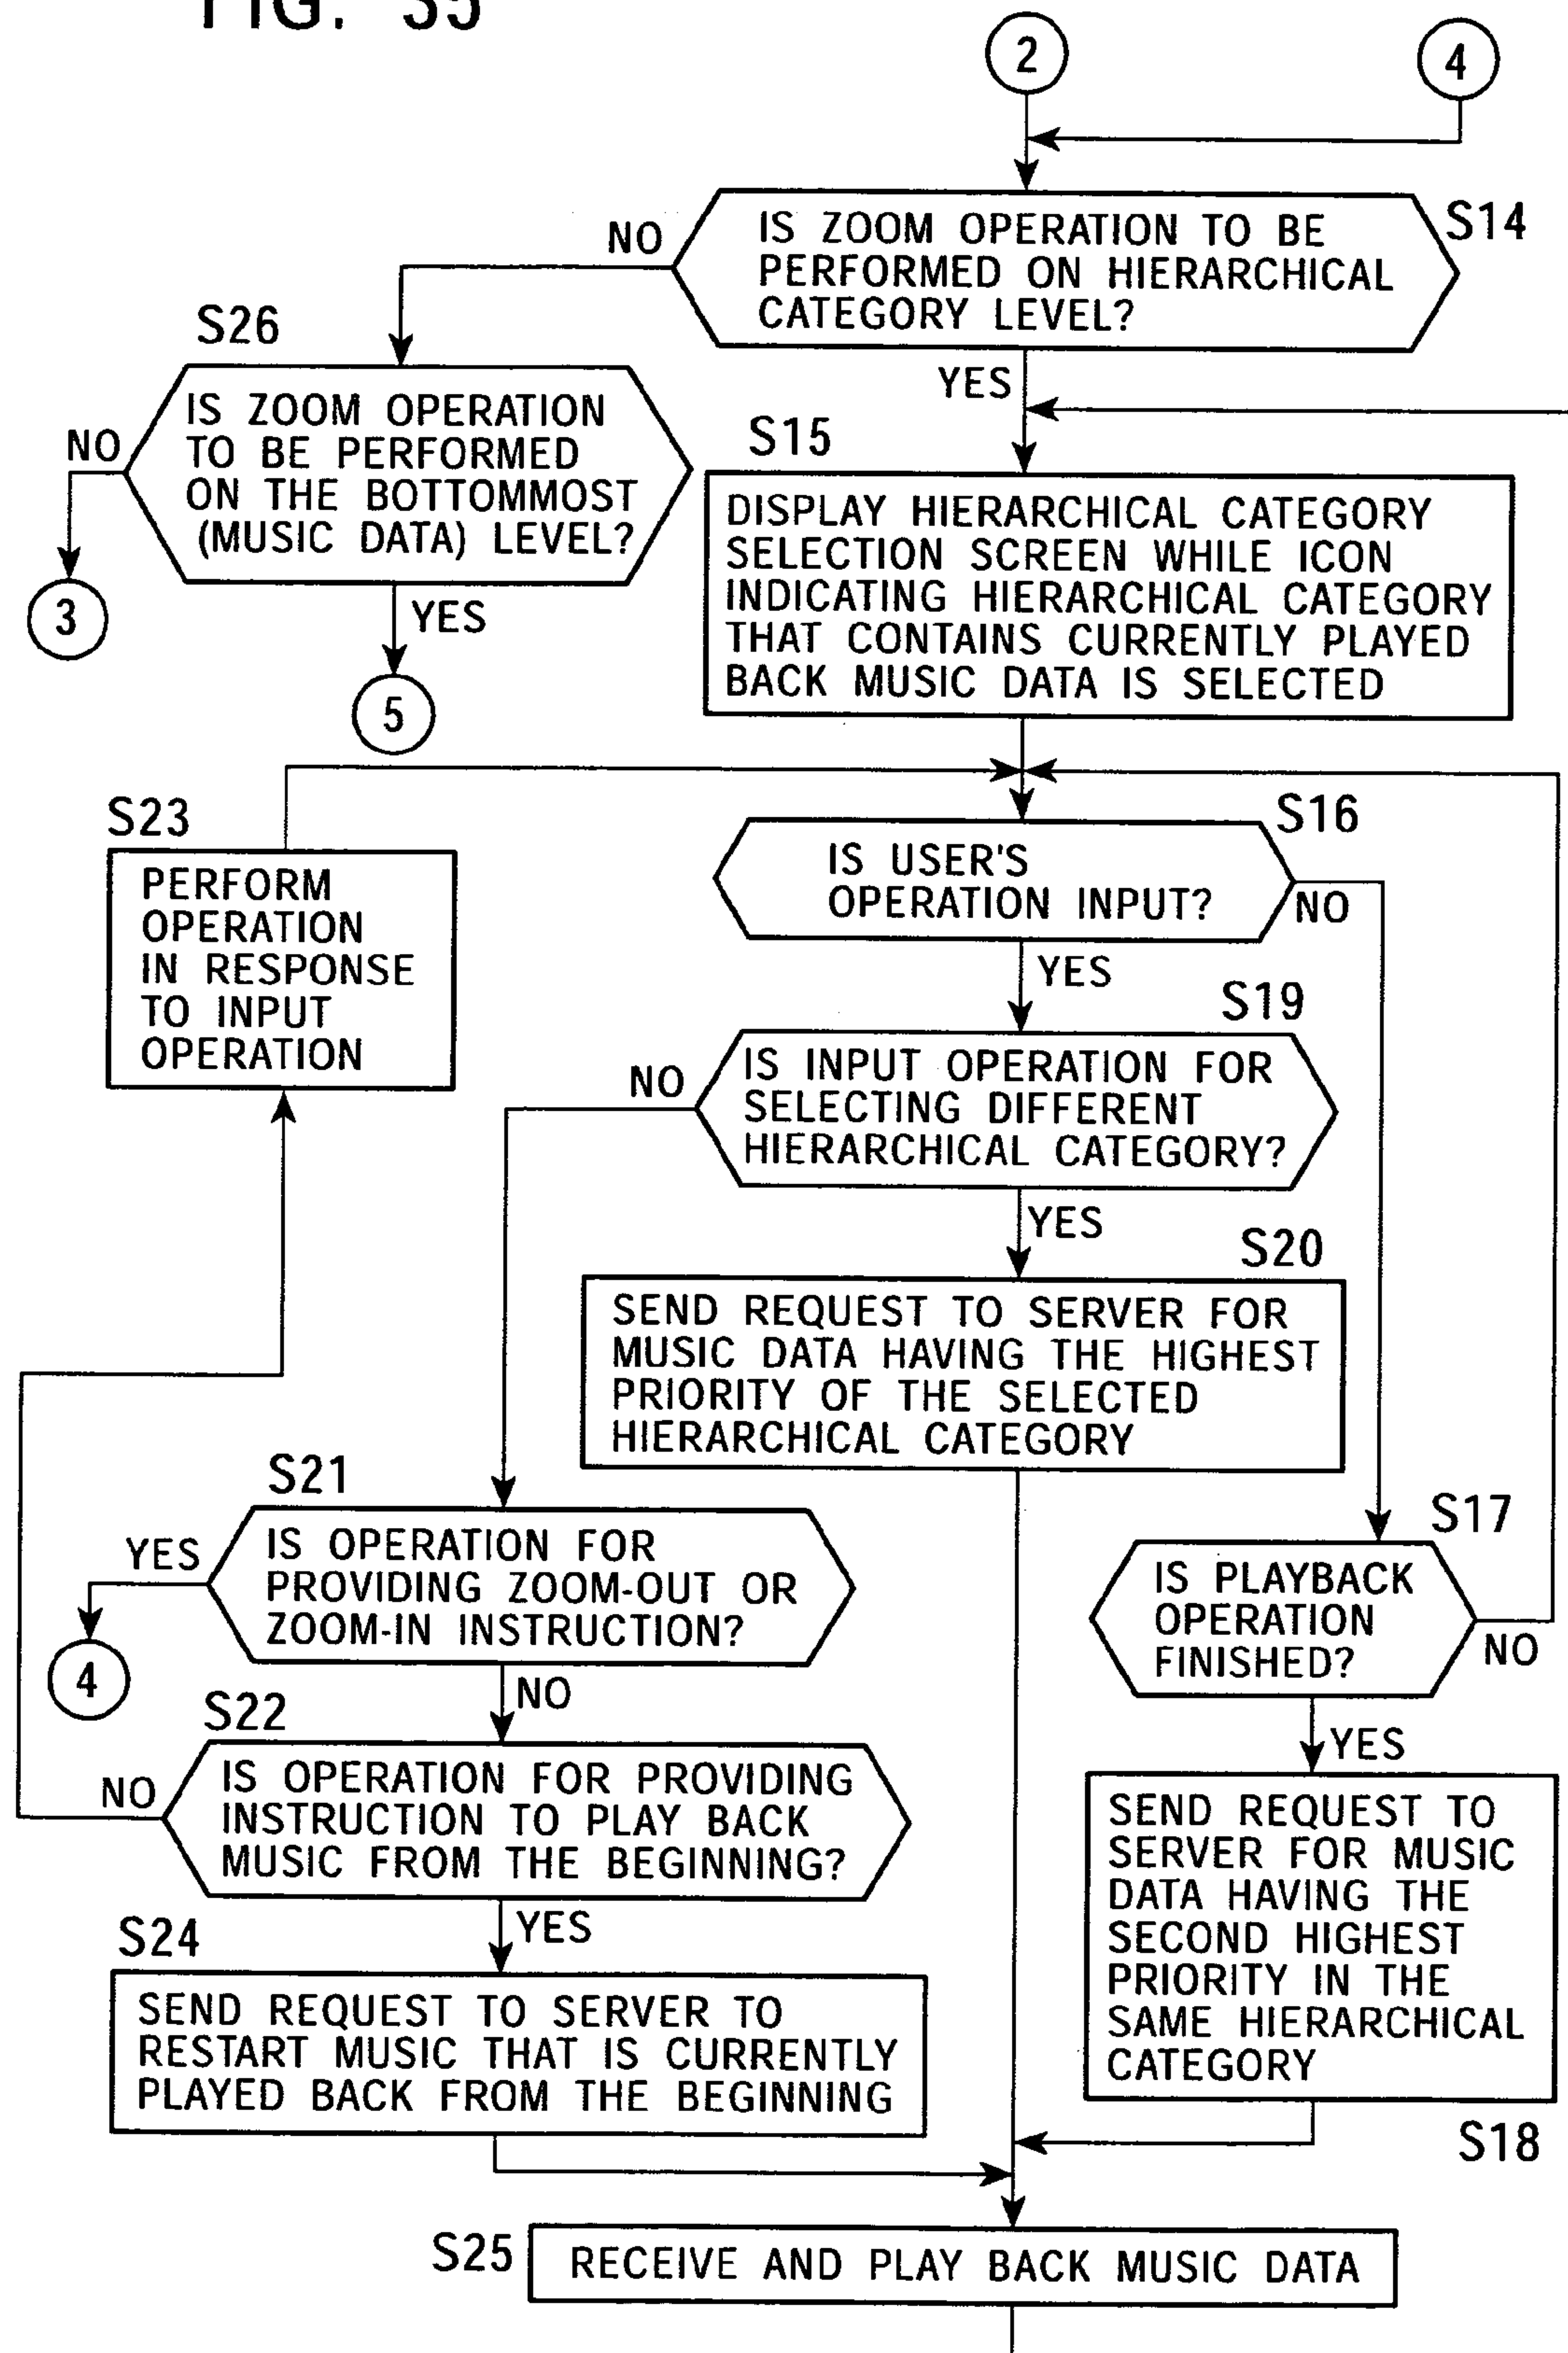 FIG. 35
2
4
S14
IS ZOOM OPERATION TO BE
PERFORMED ON HIERARCHICAL
CATEGORY LEVEL?
NO
YES
S26
IS ZOOM OPERATION
TO BE PERFORMED
ON THE BOTTOMMOST
(MUSIC DATA) LEVEL?
NO
3
YES
5
S15
DISPLAY HIERARCHICAL CATEGORY
SELECTION SCREEN WHILE ICON
INDICATING HIERARCHICAL CATEGORY
THAT CONTAINS CURRENTLY PLAYED
BACK MUSIC DATA IS SELECTED
S23
PERFORM
OPERATION
IN RESPONSE
TO INPUT
OPERATION
S16
IS USER'S
OPERATION INPUT?
NO
YES
S19
IS INPUT OPERATION FOR
SELECTING DIFFERENT
HIERARCHICAL CATEGORY?
NO
YES
S20
SEND REQUEST TO SERVER FOR
MUSIC DATA HAVING THE HIGHEST
PRIORITY OF THE SELECTED
HIERARCHICAL CATEGORY
S21
IS OPERATION FOR
PROVIDING ZOOM-OUT OR
ZOOM-IN INSTRUCTION?
YES
4
NO
S17
IS PLAYBACK
OPERATION
FINISHED?
NO
YES
S22
IS OPERATION FOR PROVIDING
INSTRUCTION TO PLAY BACK
MUSIC FROM THE BEGINNING?
NO
YES
SEND REQUEST TO
SERVER FOR MUSIC
DATA HAVING THE
SECOND HIGHEST
PRIORITY IN THE
SAME HIERARCHICAL
CATEGORY
S18
S24
SEND REQUEST TO SERVER TO
RESTART MUSIC THAT IS CURRENTLY
PLAYED BACK FROM THE BEGINNING
S25
RECEIVE AND PLAY BACK MUSIC DATA